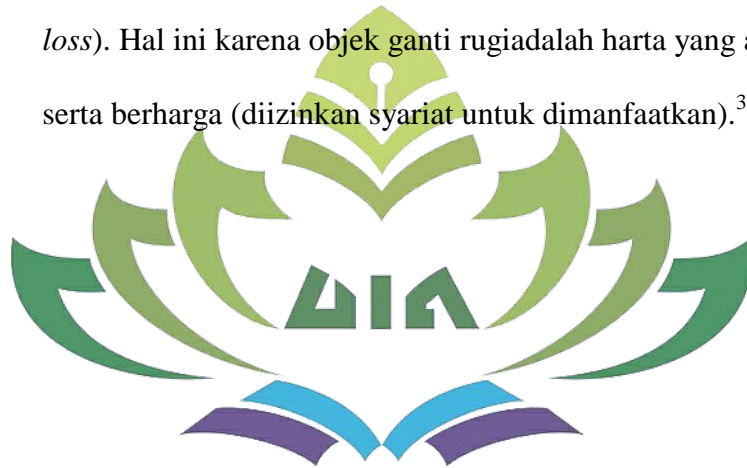 loss). Hal ini karena objek ganti rugiadalah harta yang a
serta berharga (diizinkan syariat untuk dimanfaatkan).3
UIN